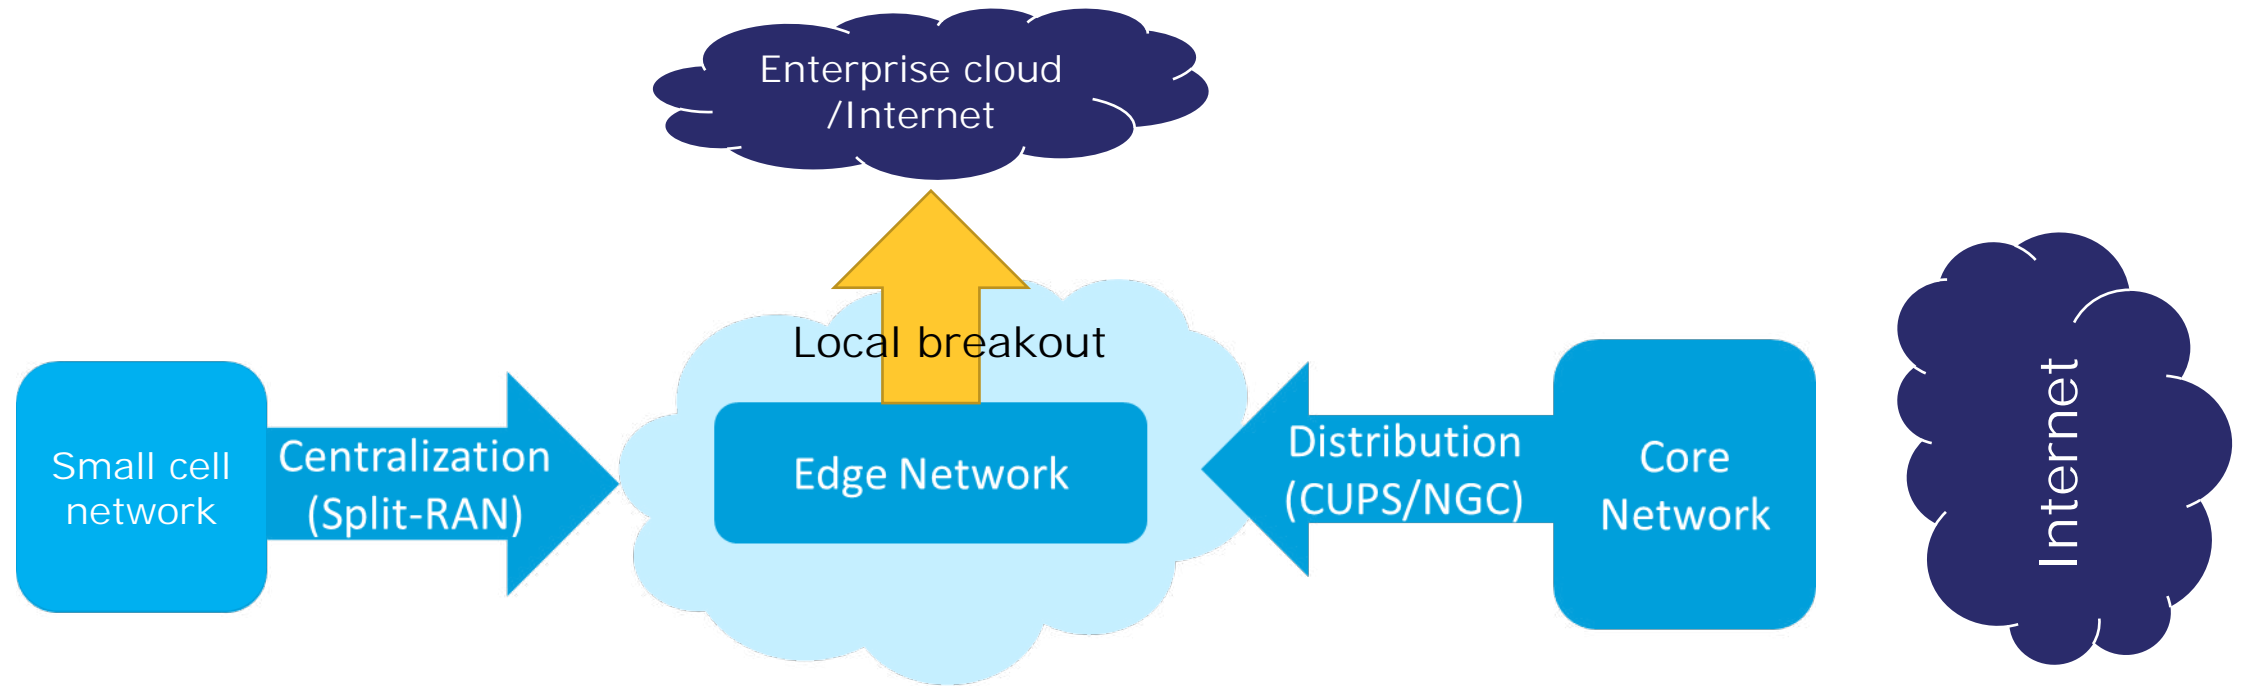 Enterprise cloud
/Internet
Local breakout
Small cell
network
Centralization
(Split-RAN)
Edge Network
Distribution
(CUPS/NGC)
Core
Network
Internet